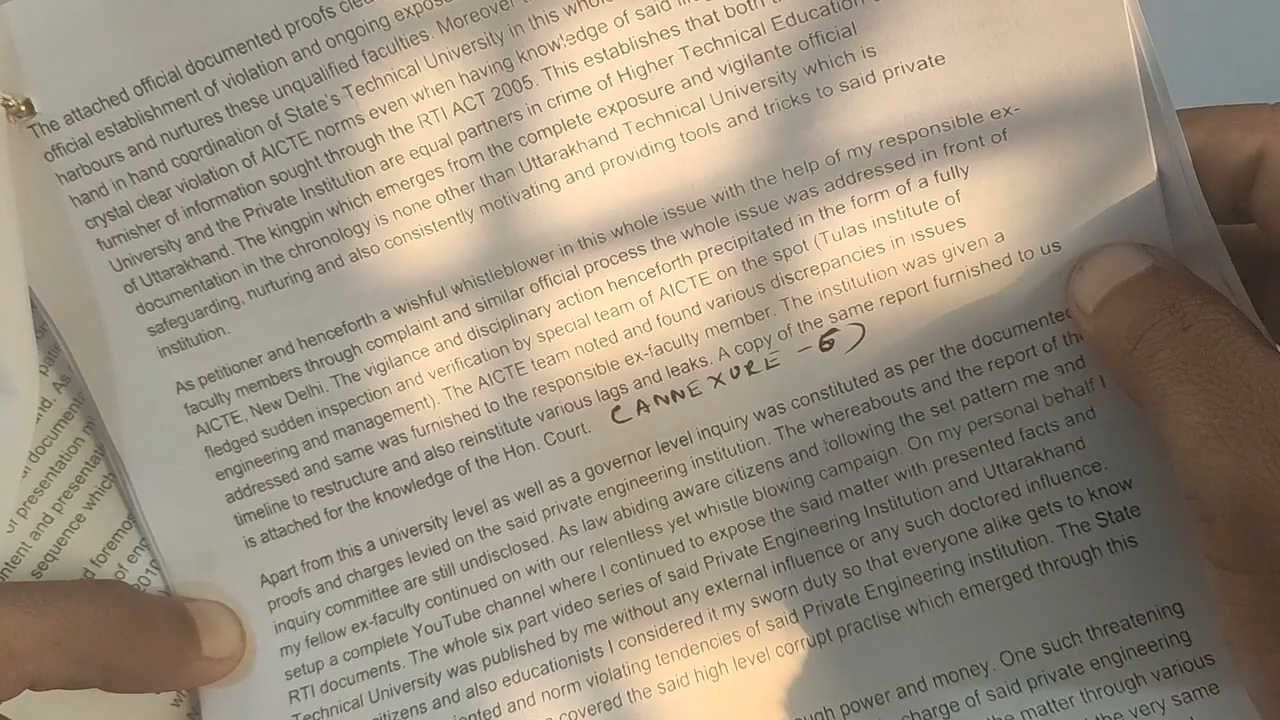 The attached official documented proofs
official establishment of violation and ongoing
harbours and nurtures these unqualified faculties. Moreover
hand in hand coordination of State's Technical University in this
crystal clear violation of AICTE norms even when having knowledge of said
furnisher of information sought through the RTI ACT 2005. This establishes that both
University and the Private Institution are equal partners in crime of Higher Technical Education
of Uttarakhand. The kingpin which emerges from the complete exposure and vigilante official
documentation in the chronology is none other than Uttarakhand Technical University which is
safeguarding, nurturing and also consistently motivating and providing tools and tricks to said private
institution.
As petitioner and henceforth a wishful whistleblower in this whole issue with the help of my responsible ex-
faculty members through complaint and similar official process the whole issue was addressed in front of
AICTE, New Delhi. The vigilance and disciplinary action henceforth precipitated in the form of a fully
fledged sudden inspection and verification by special team of AICTE on the spot (Tulas institute of
engineering and management). The AICTE team noted and found various discrepancies in issues
addressed and same was furnished to the responsible ex-faculty member. The institution was given a
timeline to restructure and also reinstitute various lags and leaks. A copy of the same report furnished to us
is attached for the knowledge of the Hon. Court. (ANNEXURE -6)
Apart from this a university level as well as a governor level inquiry was constituted as per the documented
proofs and charges levied on the said private engineering institution. The whereabouts and the report of the
inquiry committee are still undisclosed. As law abiding aware citizens and following the set pattern me and
my fellow ex-faculty continued on with our relentless yet whistle blowing campaign. On my personal behalf I
setup a complete YouTube channel where I continued to expose the said matter with presented facts and
RTI documents. The whole six part video series of said Private Engineering Institution and Uttarakhand
Technical University was published by me without any external influence or any such doctored influence.
citizens and also educationists I considered it my sworn duty so that everyone alike gets to know
and norm violating tendencies of said Private Engineering institution. The State
covered the said high level corrupt practise which emerged through this
power and money. One such threatening
charge of said private engineering
matter through various
very same